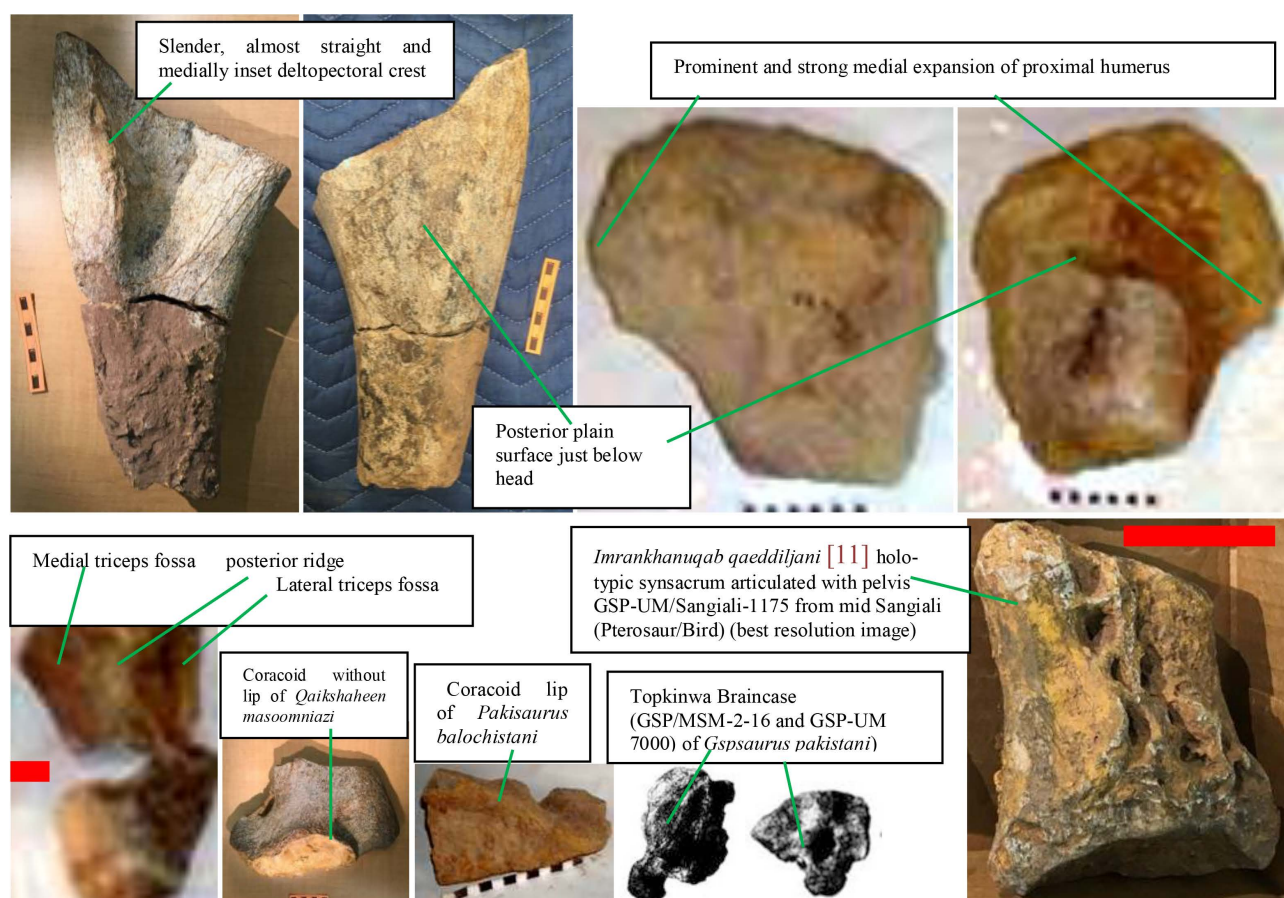 Slender, almost straight and
medially inset deltopectoral crest
Prominent and strong medial expansion of proximal humerus
Posterior plain
surface just below
head
Medial triceps fossa posterior ridge
Lateral triceps fossa
Coracoid without
lip of Qaikshaheen
masoomniazi
Coracoid lip
of Pakisaurus
balochistani
Topkinwa Braincase
(GSP/MSM-2-16 and GSP-UM
7000) of Gspsaurus pakistani)
Imrankhanuqab qaeddiljani [11] holo-
typic synsacrum articulated with pelvis
GSP-UM/Sangiali-1175 from mid Sangiali
(Pterosaur/Bird) (best resolution image)